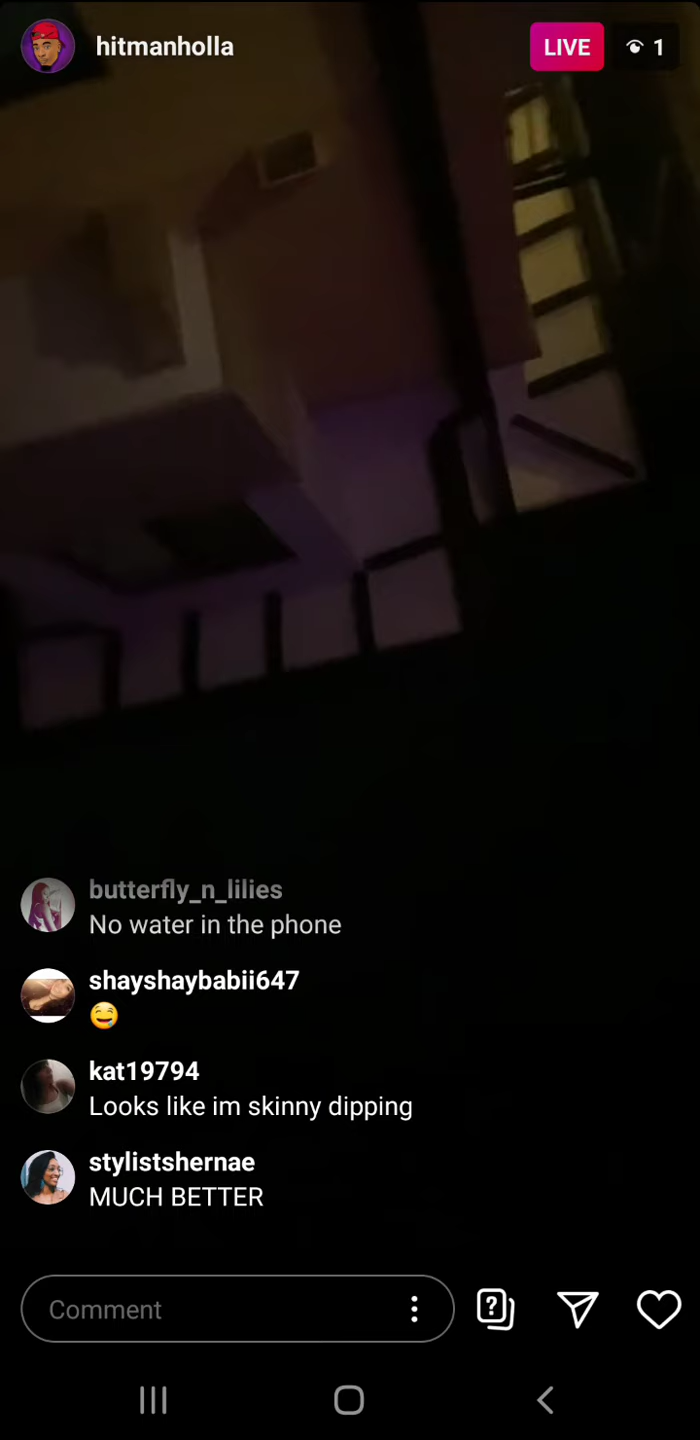 hitmanholla
LIVE 1
butterfly_n_lilies
No water in the phone
shayshaybabii647
🤤
kat19794
Looks like im skinny dipping
stylistshernae
MUCH BETTER
Comment